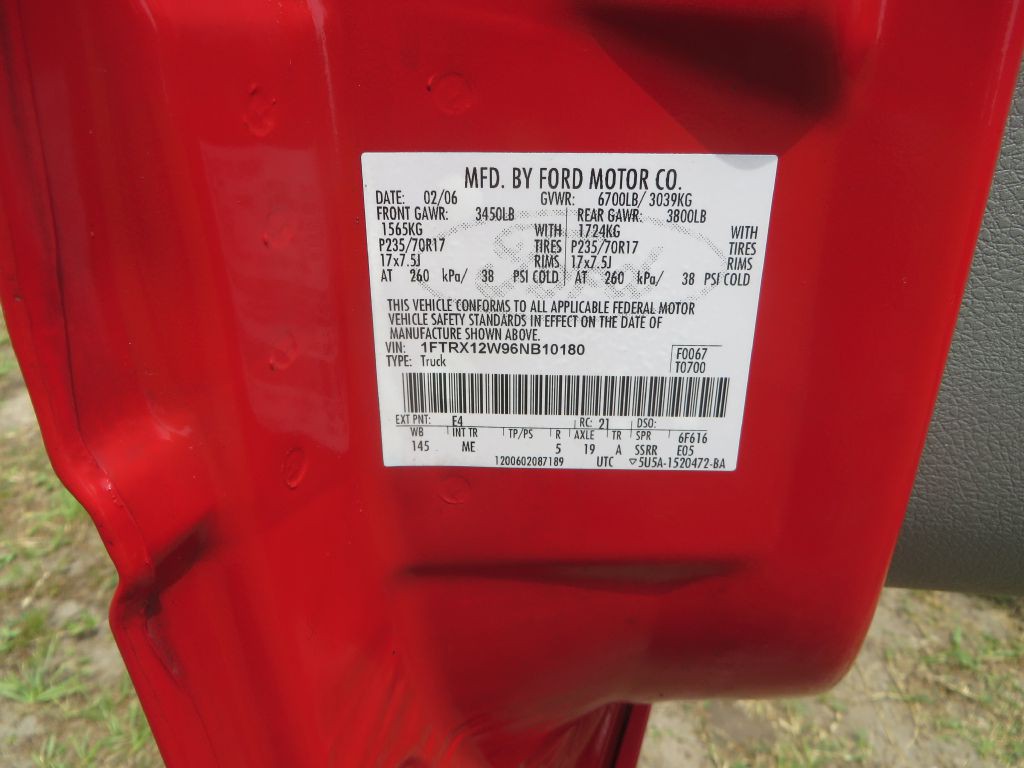 MFD. BY FORD MOTOR CO.
DATE: 02/06 GVWR: 6700LB/ 3039KG
FRONT GAWR: 3450LB REAR GAWR: 3800LB
1565KG WITH 1724KG WITH
P235/70R17 TIRES P235/70R17 TIRES
17x7.5J RIMS 17x7.5J RIMS
AT 260 kPa/ 38 PSI COLD AT 260 kPa/ 38 PSI COLD
Ford
THIS VEHICLE CONFORMS TO ALL APPLICABLE FEDERAL MOTOR
VEHICLE SAFETY STANDARDS IN EFFECT ON THE DATE OF
MANUFACTURE SHOWN ABOVE.
VIN: 1FTRX12W96NB10180 F0067
TYPE: Truck T0700
EXT PNT: E4 RC: 21 DSO:
WB INT TR TP/PS R AXLE TR SPR 6F616
145 ME 5 19 A SSRR E05
1200602087189 UTC ▽5U5A-1520472-BA